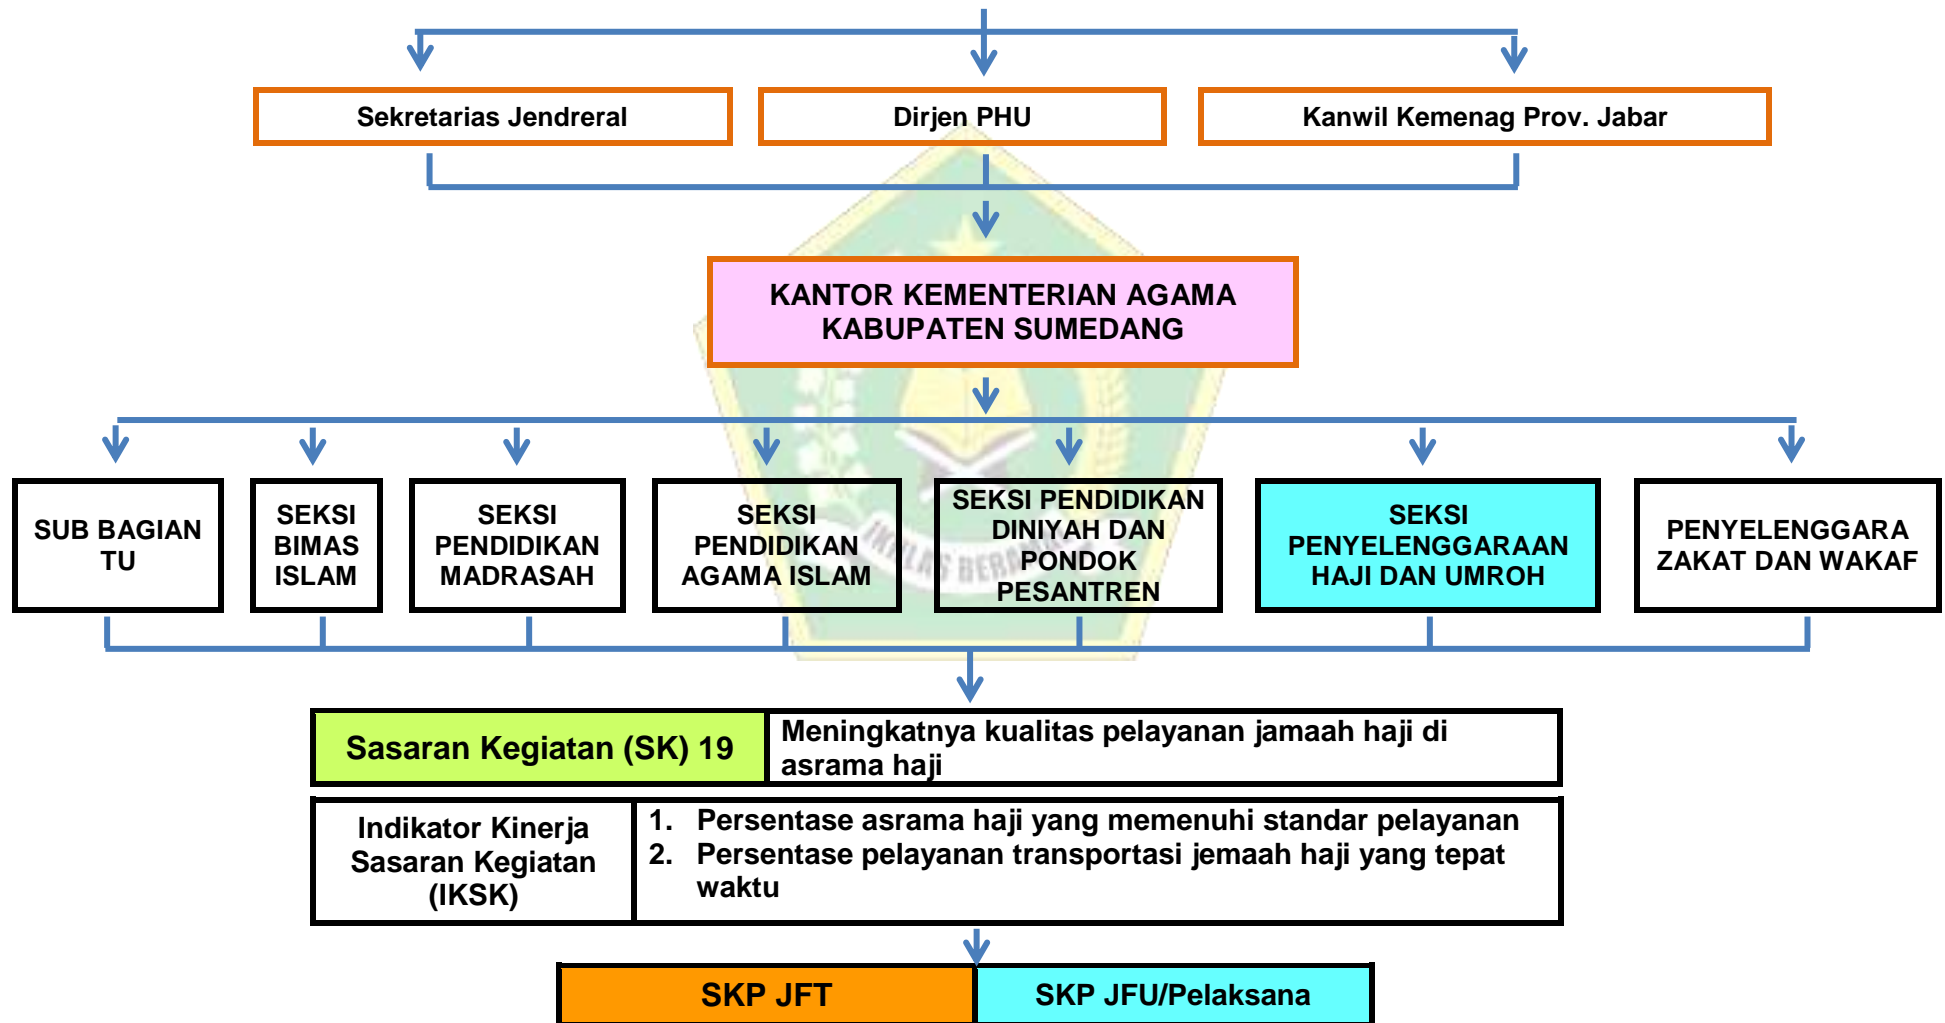 Sekretarias Jendreral
Dirjen PHU
Kanwil Kemenag Prov. Jabar
KANTOR KEMENTERIAN AGAMA
KABUPATEN SUMEDANG
SUB BAGIAN
TU
SEKSI
BIMAS
ISLAM
SEKSI
PENDIDIKAN
MADRASAH
SEKSI
PENDIDIKAN
AGAMA ISLAM
SEKSI PENDIDIKAN
DINIYAH DAN
PONDOK
PESANTREN
SEKSI
PENYELENGGARAAN
HAJI DAN UMROH
PENYELENGGARA
ZAKAT DAN WAKAF
IKHLAS BERAMAL
Sasaran Kegiatan (SK) 19
Meningkatnya kualitas pelayanan jamaah haji di
asrama haji
Indikator Kinerja
Sasaran Kegiatan
(IKSK)
1. Persentase asrama haji yang memenuhi standar pelayanan
2. Persentase pelayanan transportasi jemaah haji yang tepat
waktu
SKP JFT
SKP JFU/Pelaksana